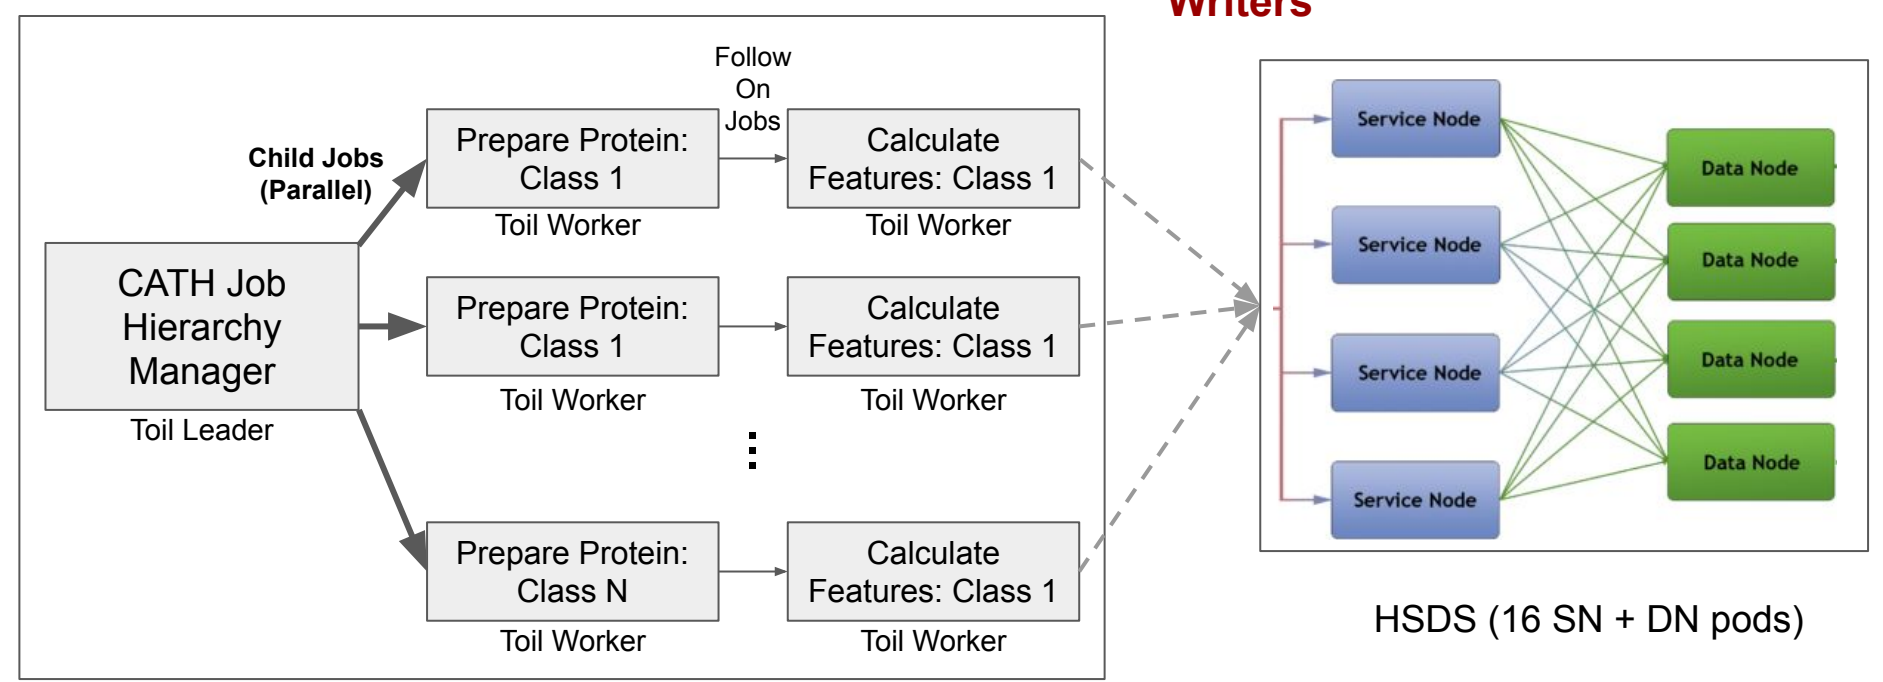 Writers
Follow
On
Jobs
Child Jobs
(Parallel)
Prepare Protein:
Class 1
Toil Worker
Calculate
Features: Class 1
Toil Worker
CATH Job
Hierarchy
Manager
Toil Leader
Prepare Protein:
Class 1
Toil Worker
Calculate
Features: Class 1
Toil Worker
Prepare Protein:
Class N
Toil Worker
Calculate
Features: Class 1
Toil Worker
Service Node
Service Node
Service Node
Service Node
Data Node
Data Node
Data Node
Data Node
HSDS (16 SN + DN pods)